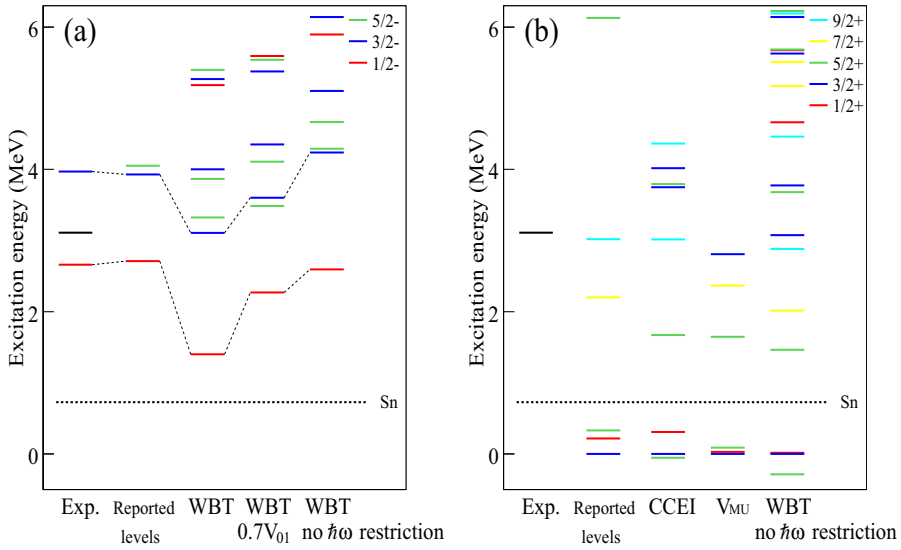 (a)
5/2-
3/2-
1/2-
6
4
2
0
Excitation energy (MeV)
Sn
Exp.
Reported levels
WBT
WBT 0.7V01
WBT no ħω restriction
(b)
9/2+
7/2+
5/2+
3/2+
1/2+
6
4
2
0
Excitation energy (MeV)
Sn
Exp.
Reported levels
CCEI
VMU
WBT no ħω restriction